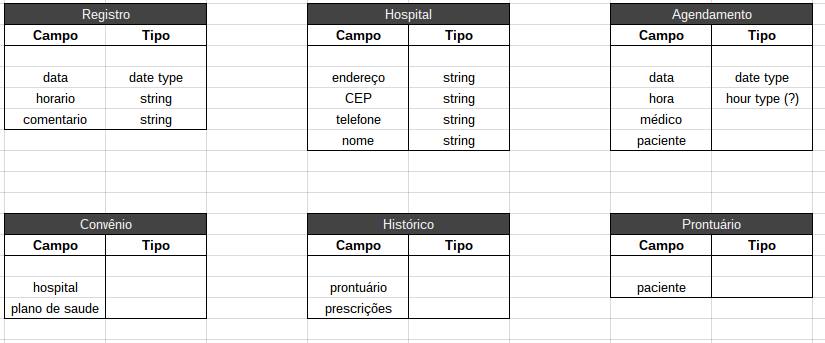 Registro
Campo Tipo
data date type
horario string
comentario string
Hospital
Campo Tipo
endereço string
CEP string
telefone string
nome string
Agendamento
Campo Tipo
data date type
hora hour type (?)
médico
paciente
Convênio
Campo Tipo
hospital
plano de saude
Histórico
Campo Tipo
prontuário
prescrições
Prontuário
Campo Tipo
paciente